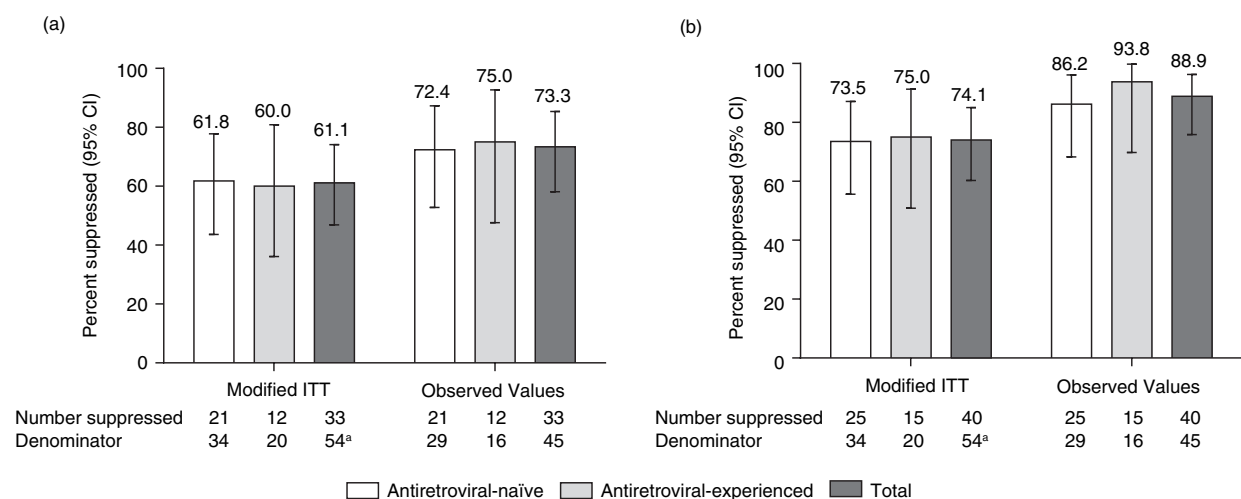 (a)
Percent suppressed (95% CI)
100
80
60
40
20
0
61.8
60.0
61.1
72.4
75.0
73.3
Modified ITT Observed Values
Number suppressed 21 12 33 21 12 33
Denominator 34 20 54ᵃ 29 16 45
(b)
Percent suppressed (95% CI)
100
80
60
40
20
0
73.5
75.0
74.1
86.2
93.8
88.9
Modified ITT Observed Values
Number suppressed 25 15 40 25 15 40
Denominator 34 20 54ᵃ 29 16 45
Antiretroviral-naïve Antiretroviral-experienced Total